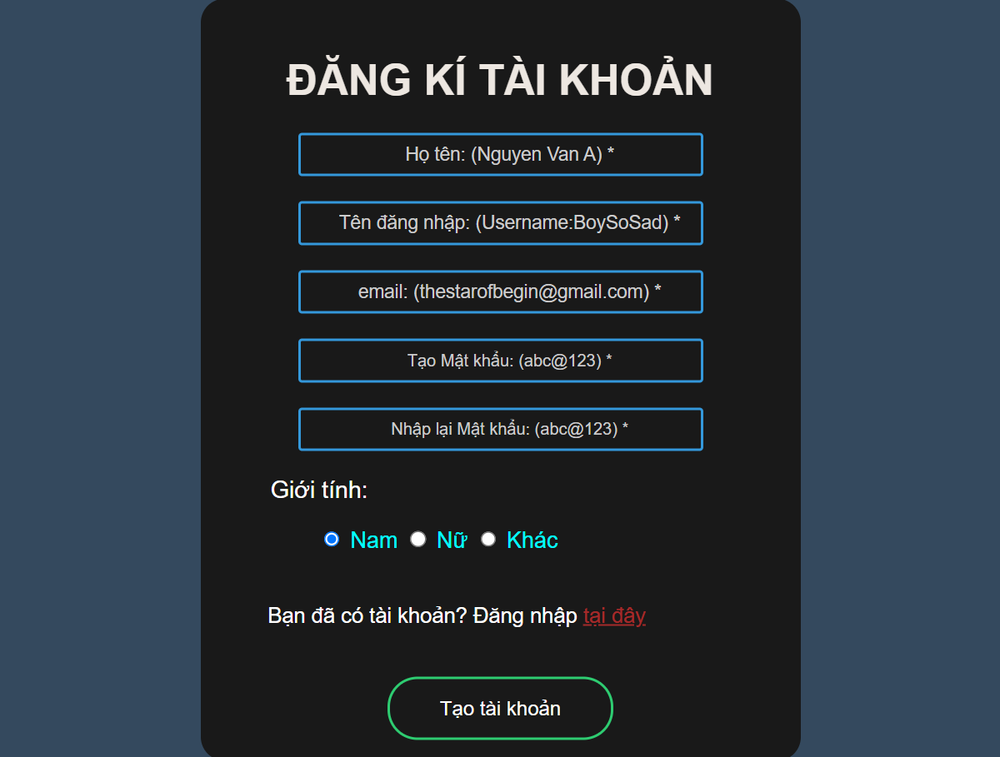 ĐĂNG KÍ TÀI KHOẢN
Họ tên: (Nguyen Van A) *
Tên đăng nhập: (Username:BoySoSad) *
email: (thestarofbegin@gmail.com) *
Tạo Mật khẩu: (abc@123) *
Nhập lại Mật khẩu: (abc@123) *
Giới tính:
Nam Nữ Khác
Bạn đã có tài khoản? Đăng nhập tại đây
Tạo tài khoản